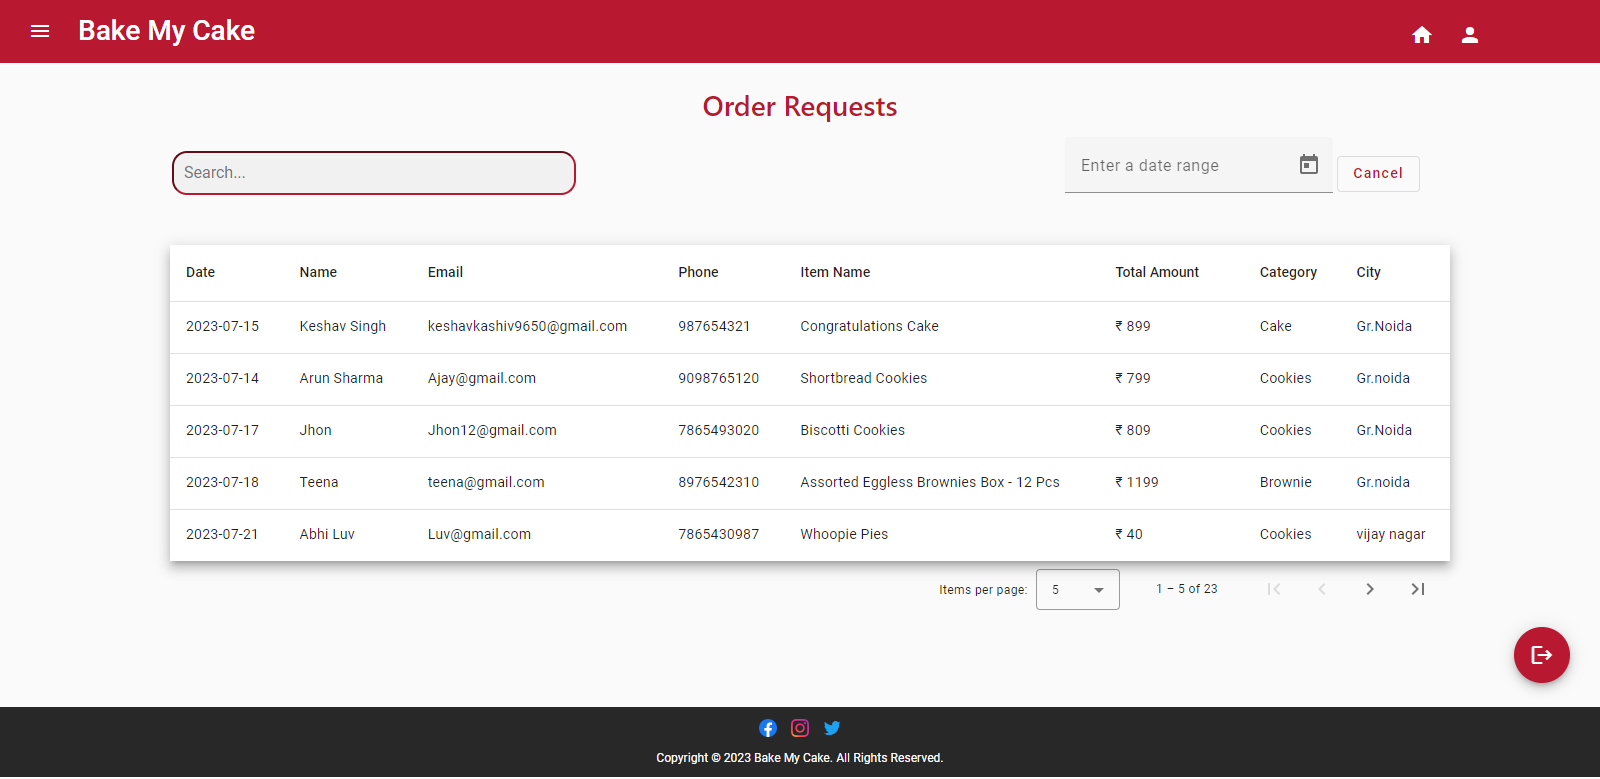 Bake My Cake
Order Requests
Search...
Enter a date range
Cancel
Date Name Email Phone Item Name Total Amount Category City
2023-07-15 Keshav Singh keshavkashiv9650@gmail.com 987654321 Congratulations Cake ₹ 899 Cake Gr.Noida
2023-07-14 Arun Sharma Ajay@gmail.com 9098765120 Shortbread Cookies ₹ 799 Cookies Gr.noida
2023-07-17 Jhon Jhon12@gmail.com 7865493020 Biscotti Cookies ₹ 809 Cookies Gr.Noida
2023-07-18 Teena teena@gmail.com 8976542310 Assorted Eggless Brownies Box - 12 Pcs ₹ 1199 Brownie Gr.noida
2023-07-21 Abhi Luv Luv@gmail.com 7865430987 Whoopie Pies ₹ 40 Cookies vijay nagar
Items per page: 5 1 – 5 of 23
Copyright © 2023 Bake My Cake. All Rights Reserved.